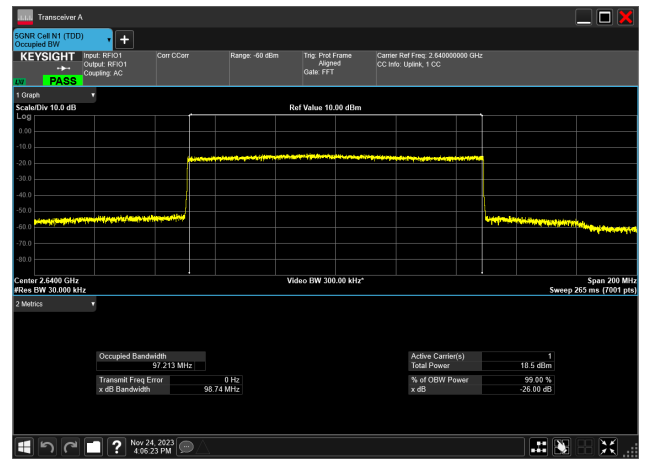 Transceiver A
5GNR Cell N1 (TDD)
Occupied BW
KEYSIGHT
LW
PASS
Input: RFIO1
Output: RFIO1
Coupling: AC
Corr CCorr
Range: -60 dBm
Trig: Prot Frame
Aligned
Gate: FFT
Carrier Ref Freq: 2.640000000 GHz
CC Info: Uplink, 1 CC
1 Graph
Scale/Div 10.0 dB
Ref Value 10.00 dBm
Log
0.00
-10.0
-20.0
-30.0
-40.0
-50.0
-60.0
-70.0
-80.0
Center 2.6400 GHz
Video BW 300.00 kHz*
Span 200 MHz
#Res BW 30.000 kHz
Sweep 265 ms (7001 pts)
2 Metrics
Occupied Bandwidth
97.213 MHz
Active Carrier(s) 1
Total Power 18.5 dBm
Transmit Freq Error 0 Hz
x dB Bandwidth 98.74 MHz
% of OBW Power 99.00 %
x dB -26.00 dB
Nov 24, 2023
4:06:23 PM